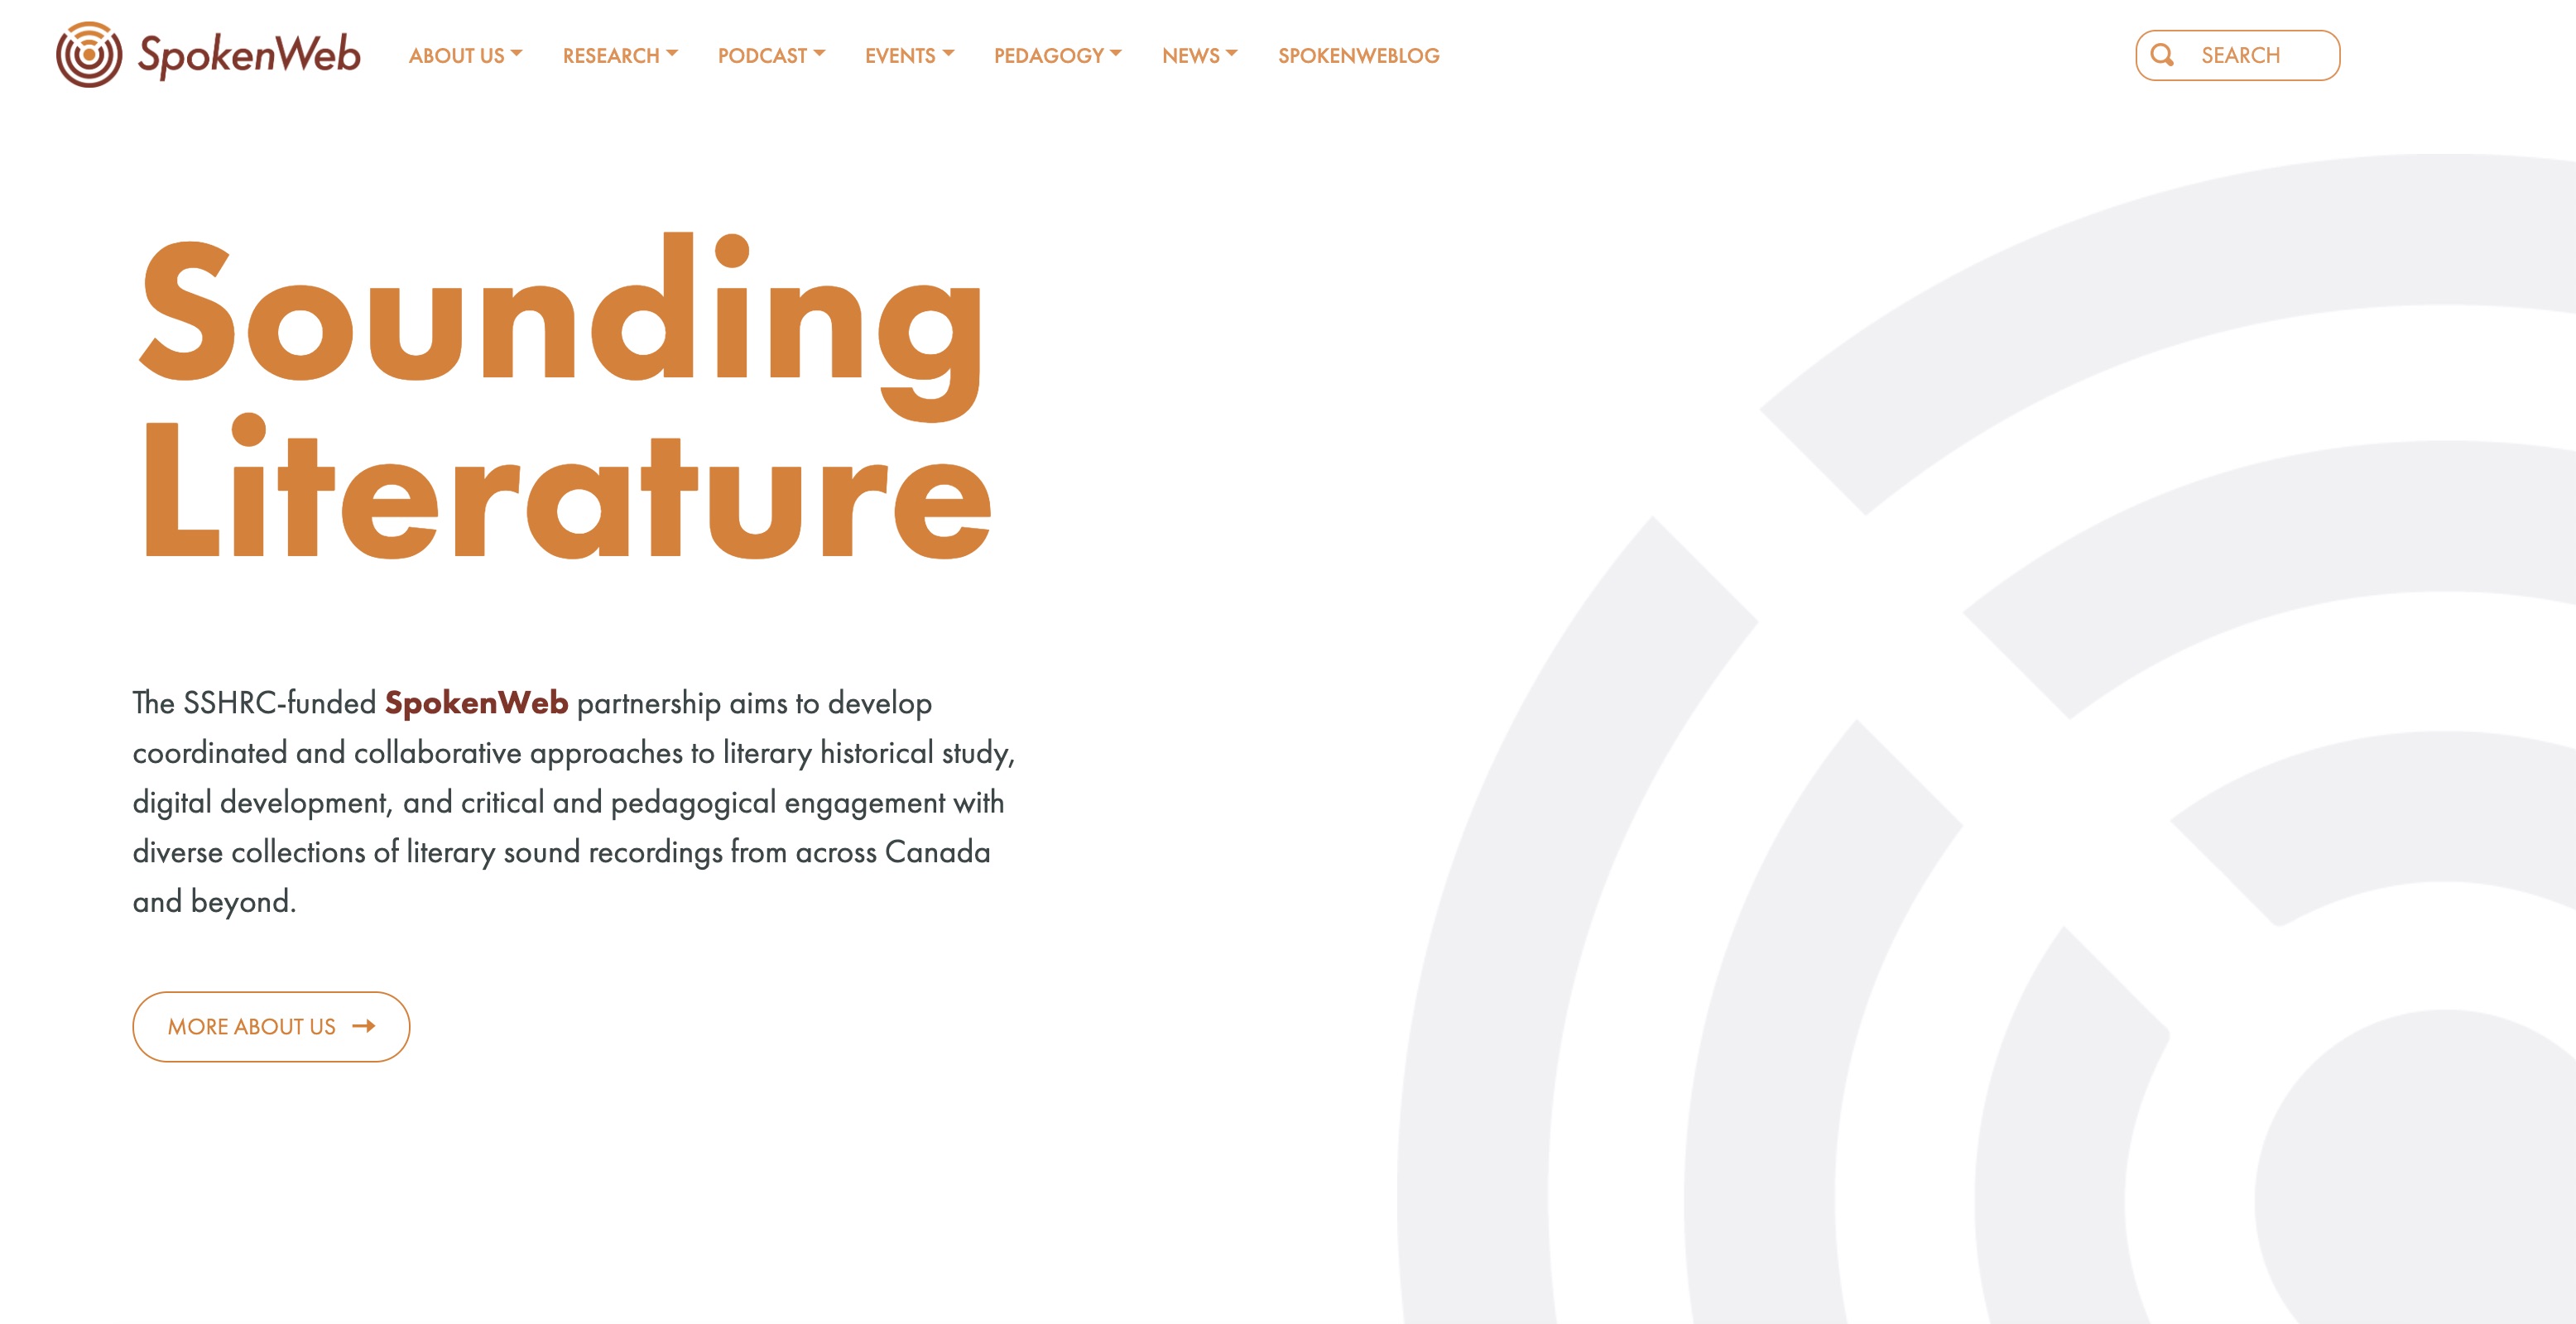 SpokenWeb
ABOUT US
RESEARCH
PODCAST
EVENTS
PEDAGOGY
NEWS
SPOKENWEBLOG
SEARCH
Sounding
Literature
The SSHRC-funded SpokenWeb partnership aims to develop
coordinated and collaborative approaches to literary historical study,
digital development, and critical and pedagogical engagement with
diverse collections of literary sound recordings from across Canada
and beyond.
MORE ABOUT US